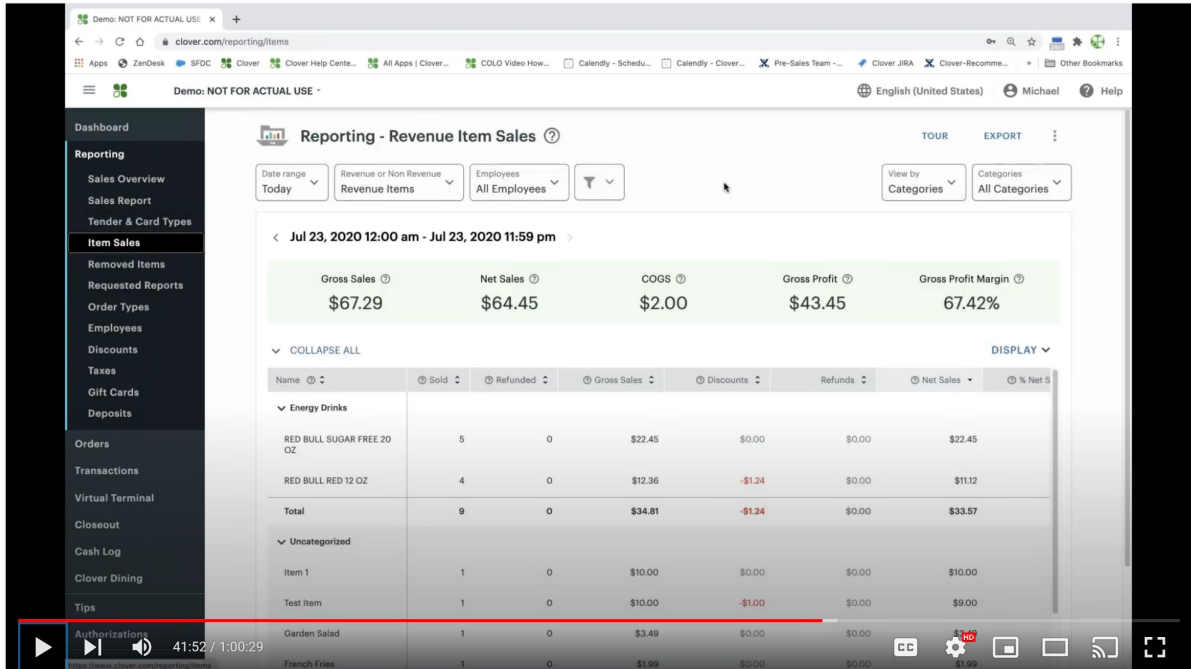 Demo: NOT FOR ACTUAL USE × +
clover.com/reporting/items
Apps ZenDesk SFDC Clover Clover Help Cente... All Apps | Clover... COLO Video How... Calendly - Schedu... Calendly - Clover... Pre-Sales Team -... Clover JIRA Clover-Recomme... » Other Bookmarks
Demo: NOT FOR ACTUAL USE English (United States) Michael Help
Dashboard
Reporting
Sales Overview
Sales Report
Tender & Card Types
Item Sales
Removed Items
Requested Reports
Order Types
Employees
Discounts
Taxes
Gift Cards
Deposits
Orders
Transactions
Virtual Terminal
Closeout
Cash Log
Clover Dining
Tips
Authorizations
Reporting - Revenue Item Sales TOUR EXPORT
Date range Revenue or Non Revenue Employees View by Categories
Today Revenue Items All Employees Categories All Categories
Jul 23, 2020 12:00 am - Jul 23, 2020 11:59 pm
Gross Sales Net Sales COGS Gross Profit Gross Profit Margin
$67.29 $64.45 $2.00 $43.45 67.42%
COLLAPSE ALL DISPLAY
Name Sold Refunded Gross Sales Discounts Refunds Net Sales % Net S
Energy Drinks
RED BULL SUGAR FREE 20 5 0 $22.45 $0.00 $0.00 $22.45
OZ
RED BULL RED 12 OZ 4 0 $12.36 -$1.24 $0.00 $11.12
Total 9 0 $34.81 -$1.24 $0.00 $33.57
Uncategorized
Item 1 1 0 $10.00 $0.00 $0.00 $10.00
Test Item 1 0 $10.00 -$1.00 $0.00 $9.00
Garden Salad 1 0 $3.49 $0.00 $0.00
French Fries 1 0 $1.99 $0.00 $0.00 $1.99
41:52 / 1:00:29 CC HD
https://www.clover.com/reporting/items